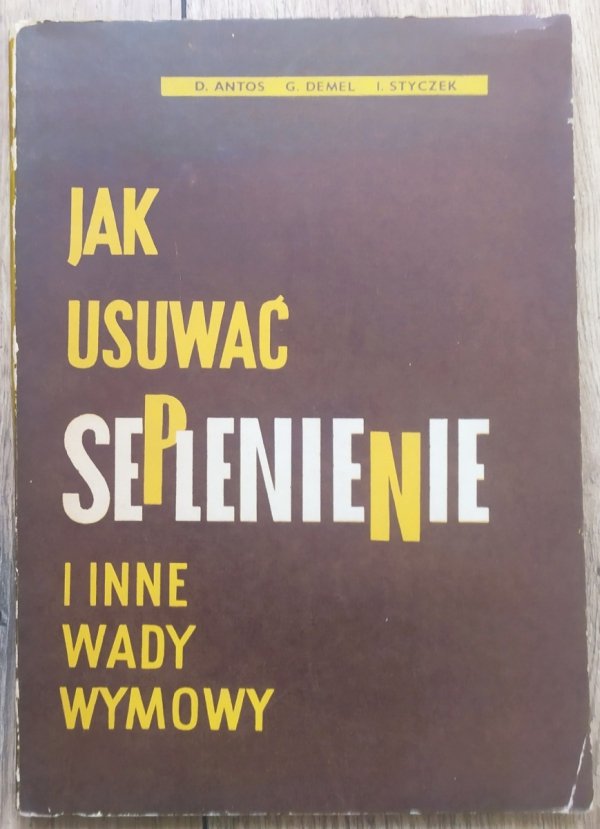 D. ANTOS G. DEMEL I. STYCZEK
JAK
USUWAĆ
SEPLENIENIE
I INNE
WADY
WYMOWY